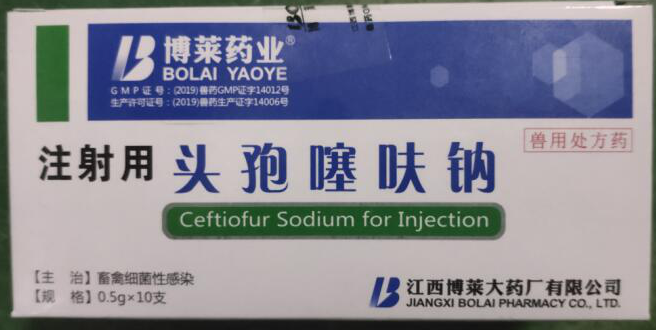 博莱药业®
BOLAI YAOYE
GMP证号：(2019)兽药GMP证字14012号
生产许可证号：(2019)兽药生产证字14006号
兽用处方药
注射用 头孢噻呋钠
Ceftiofur Sodium for Injection
【主 治】畜禽细菌性感染
【规 格】0.5g×10支
江西博莱大药厂有限公司
JIANGXI BOLAI PHARMACY CO., LTD.